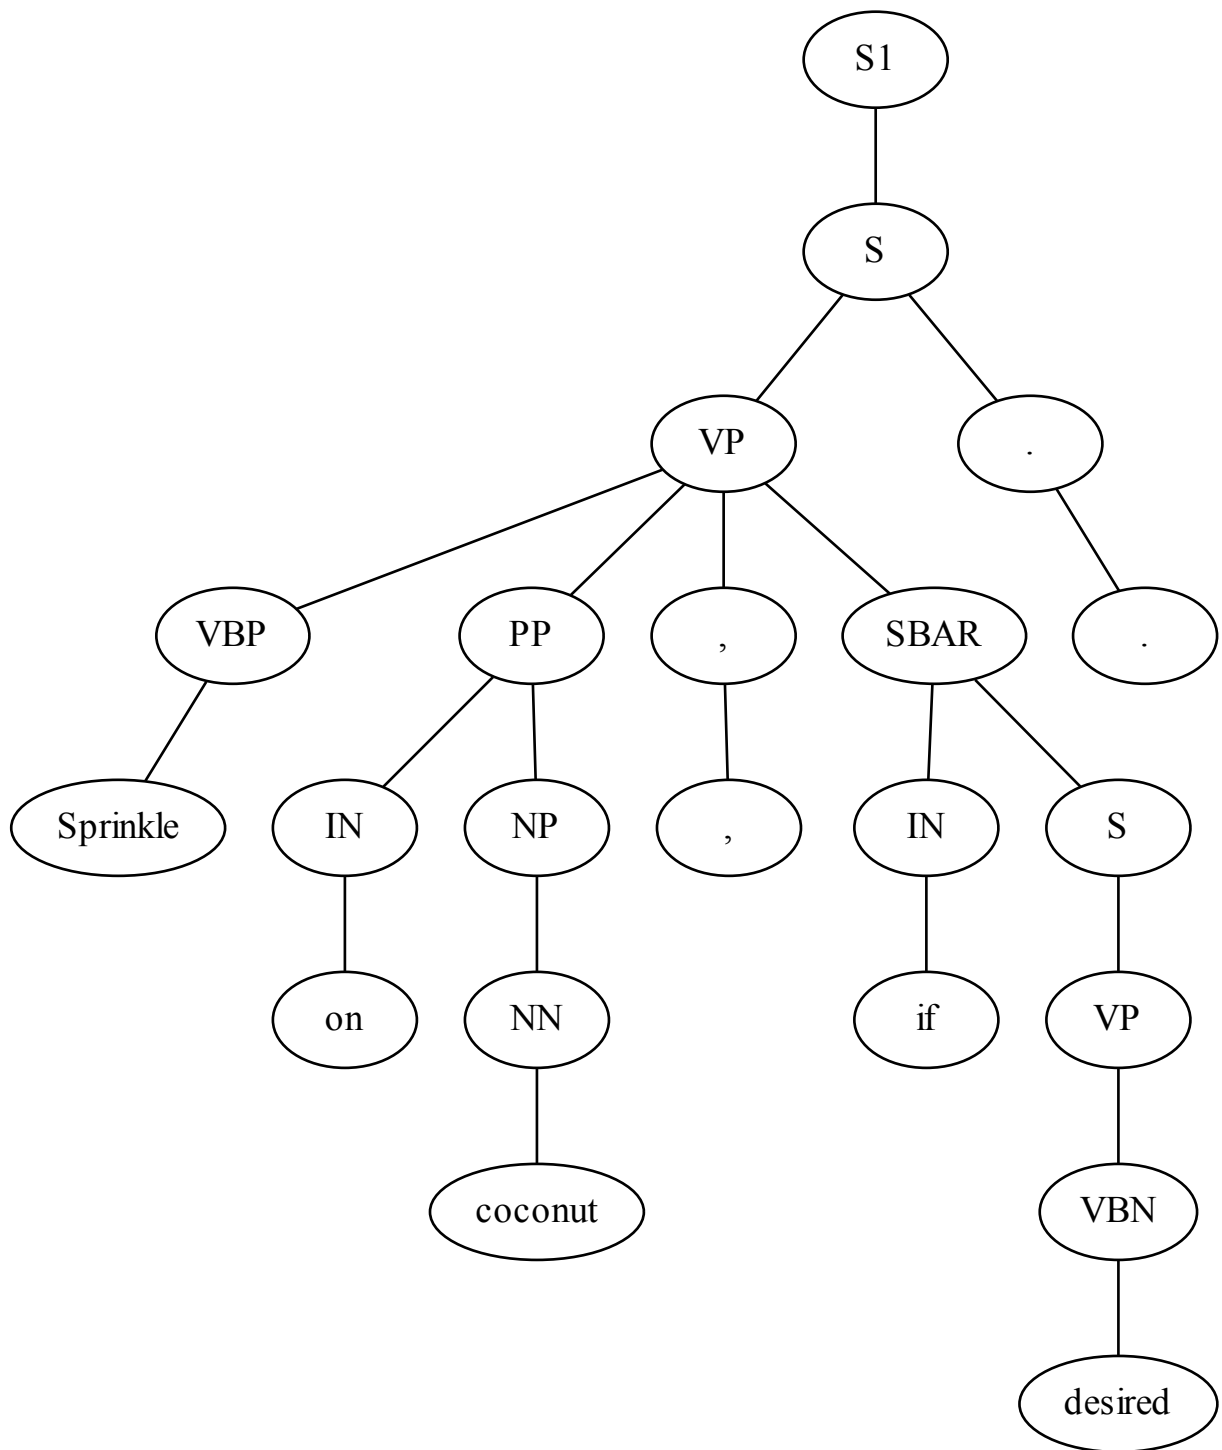 S1
S
VP .
VBP PP , SBAR .
Sprinkle IN NP , IN S
on NN if VP
coconut VBN
desired